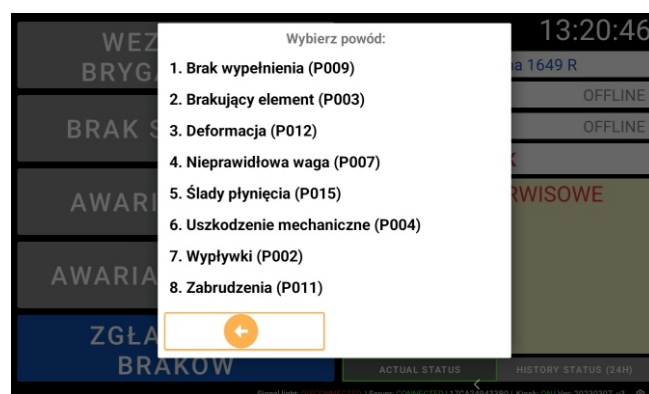 WEZ
BRYG
BRAK S
AWARI
AWARIA
ZGŁA
BRAKÓW
Wybierz powód:
1. Brak wypełnienia (P009)
2. Brakujący element (P003)
3. Deformacja (P012)
4. Nieprawidłowa waga (P007)
5. Ślady płynięcia (P015)
6. Uszkodzenie mechaniczne (P004)
7. Wypływki (P002)
8. Zabrudzenia (P011)
13:20:46
na 1649 R
OFFLINE
OFFLINE
K
RWISOWE
ACTUAL STATUS
HISTORY STATUS (24H)